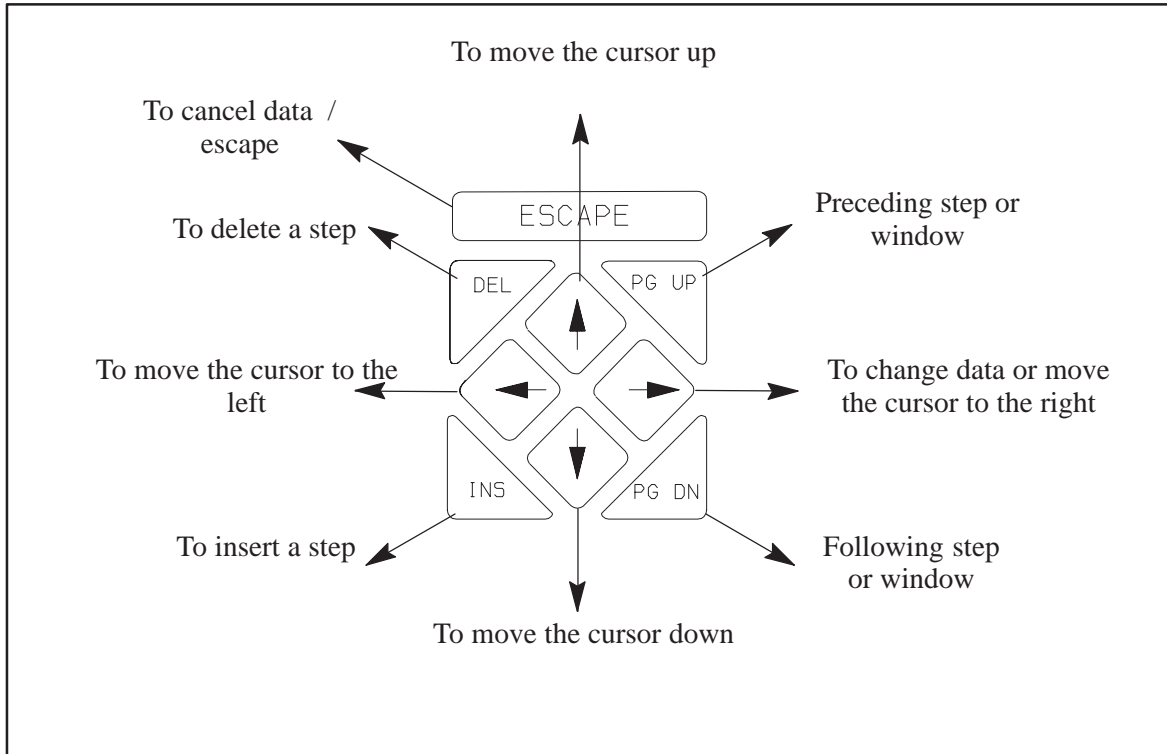 To move the cursor up
To cancel data /
escape
ESCAPE
Preceding step or
window
To delete a step
DEL
PG UP
To move the cursor to the
left
To change data or move
the cursor to the right
INS
PG DN
To insert a step
Following step
or window
To move the cursor down